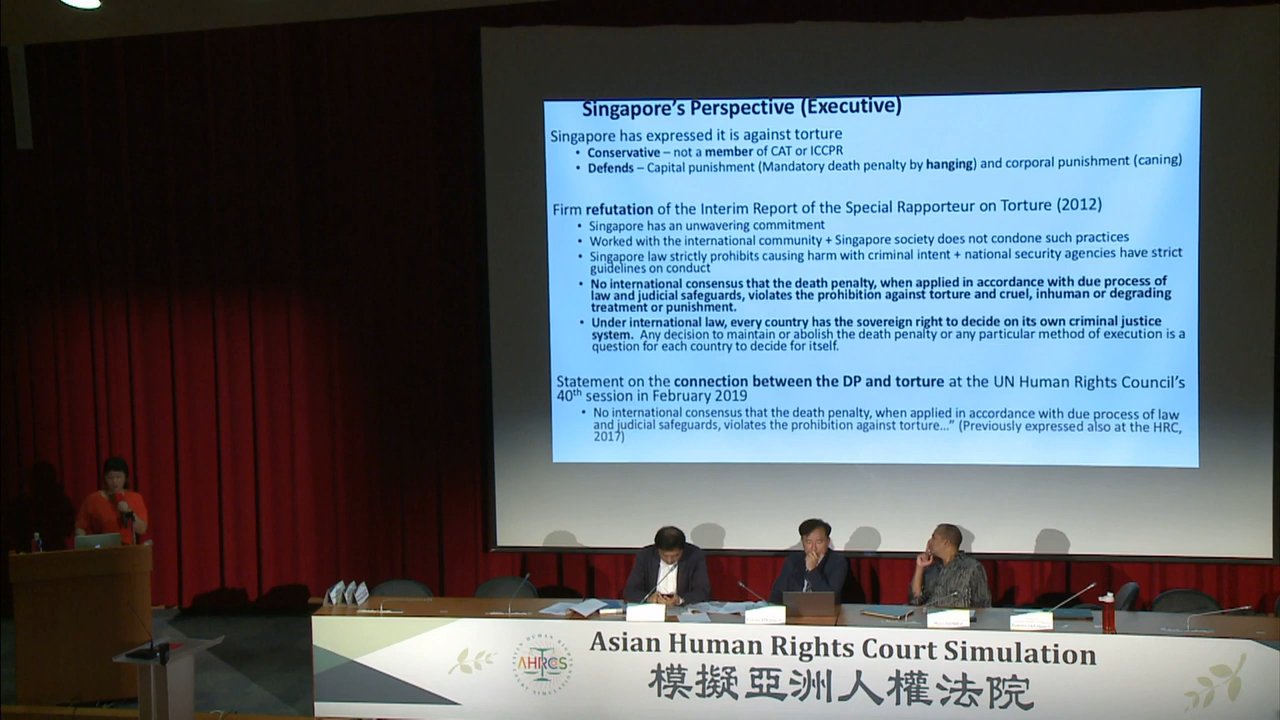 Singapore's Perspective (Executive)
Singapore has expressed it is against torture
• Conservative – not a member of CAT or ICCPR
• Defends – Capital punishment (Mandatory death penalty by hanging) and corporal punishment (caning)
Firm refutation of the Interim Report of the Special Rapporteur on Torture (2012)
• Singapore has an unwavering commitment
• Worked with the international community + Singapore society does not condone such practices
• Singapore law strictly prohibits causing harm with criminal intent + national security agencies have strict
guidelines on conduct
• No international consensus that the death penalty, when applied in accordance with due process of
law and judicial safeguards, violates the prohibition against torture and cruel, inhuman or degrading
treatment or punishment.
• Under international law, every country has the sovereign right to decide on its own criminal justice
system. Any decision to maintain or abolish the death penalty or any particular method of execution is a
question for each country to decide for itself.
Statement on the connection between the DP and torture at the UN Human Rights Council's
40th session in February 2019
• No international consensus that the death penalty, when applied in accordance with due process of law
and judicial safeguards, violates the prohibition against torture…" (Previously expressed also at the HRC,
2017)
AHRCS
Asian Human Rights Court Simulation
模擬亞洲人權法院